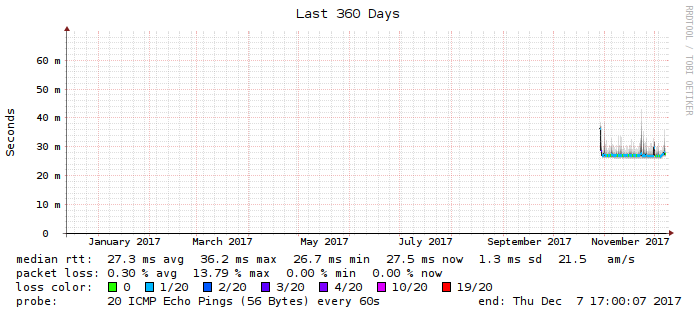 Last 360 Days
RRDTOOL / TOBI OETIKER
Seconds
60 m
50 m
40 m
30 m
20 m
10 m
0
January 2017 March 2017 May 2017 July 2017 September 2017 November 2017
median rtt: 27.3 ms avg 36.2 ms max 26.7 ms min 27.5 ms now 1.3 ms sd 21.5 am/s
packet loss: 0.30 % avg 13.79 % max 0.00 % min 0.00 % now
loss color: 0 1/20 2/20 3/20 4/20 10/20 19/20
probe: 20 ICMP Echo Pings (56 Bytes) every 60s end: Thu Dec 7 17:00:07 2017